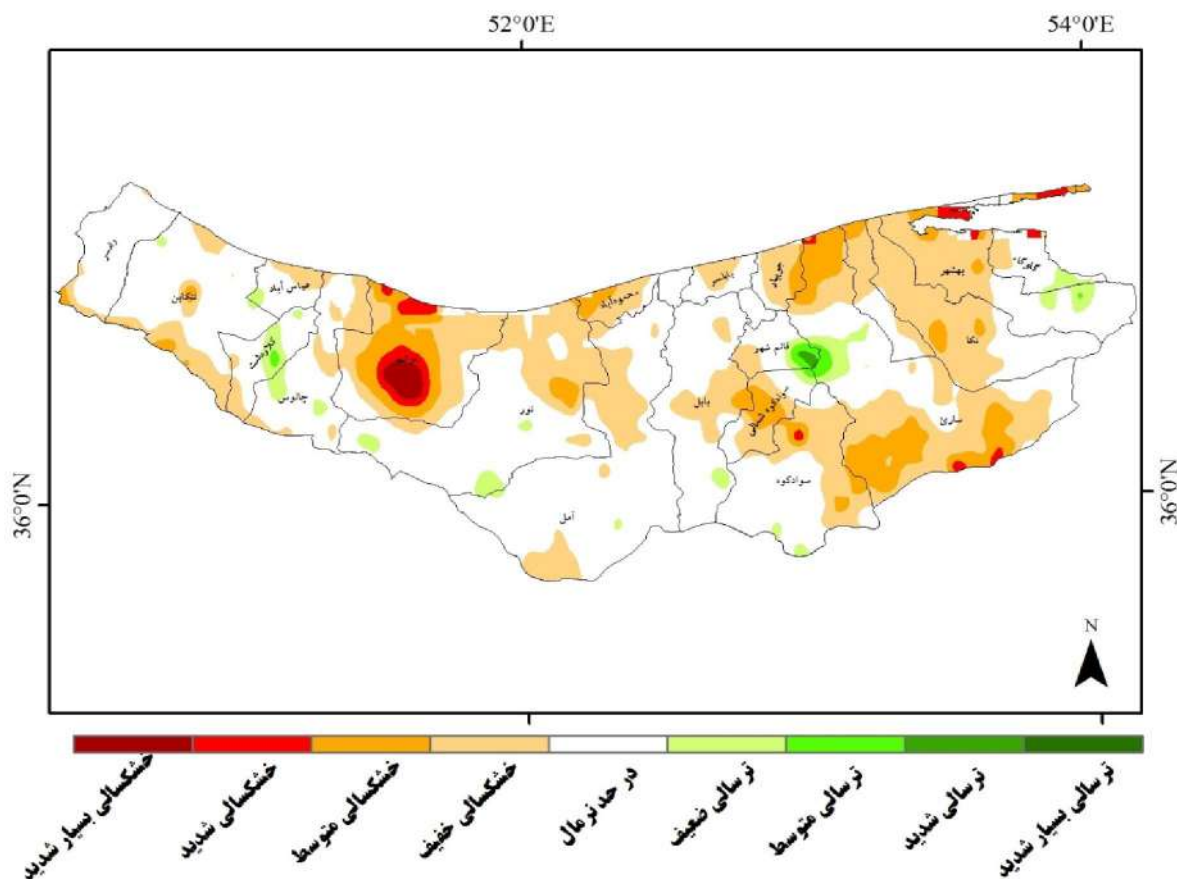 52°0'E
54°0'E
رامسر
تنکابن
عباس آباد
کلاردشت
چالوس
نور
محمودآباد
آمل
بابلسر
بابل
جویبار
قائم شهر
سوادکوه شمالی
سوادکوه
ساری
بهشهر
نکا
گلوگاه
36°0'N
36°0'N
N
خشکسالی بسیار شدید
خشکسالی شدید
خشکسالی متوسط
خشکسالی خفیف
در حد نرمال
ترسالی ضعیف
ترسالی متوسط
ترسالی شدید
ترسالی بسیار شدید